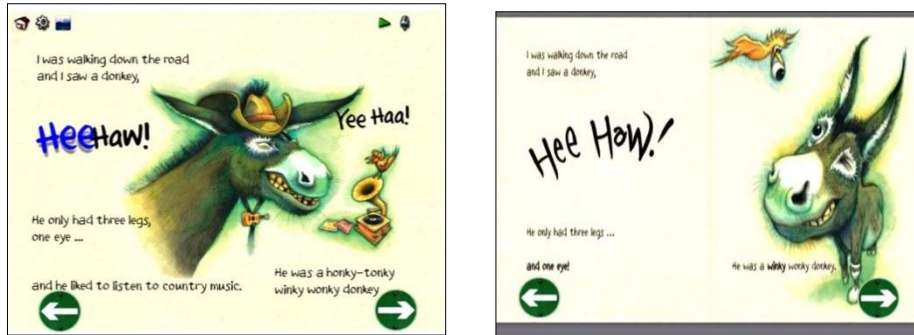 I was walking down the road
and I saw a donkey,
HeeHaw!
Yee Haa!
He only had three legs,
one eye ...
and he liked to listen to country music.
He was a honky-tonky
winky wonky donkey
I was walking down the road
and I saw a donkey,
Hee Haw!
He only had three legs ...
and one eye!
He was a winky wonky donkey.